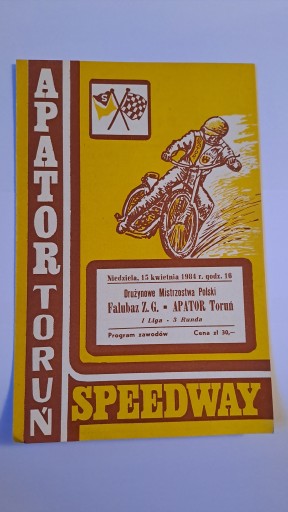 APATOR TORUŃ
S
Niedziela, 15 kwietnia 1984 r. godz. 16
Drużynowe Mistrzostwa Polski
Falubaz Z.G. • APATOR Toruń
I Liga - 3 Runda
Program zawodów Cena zł 30,—
SPEEDWAY